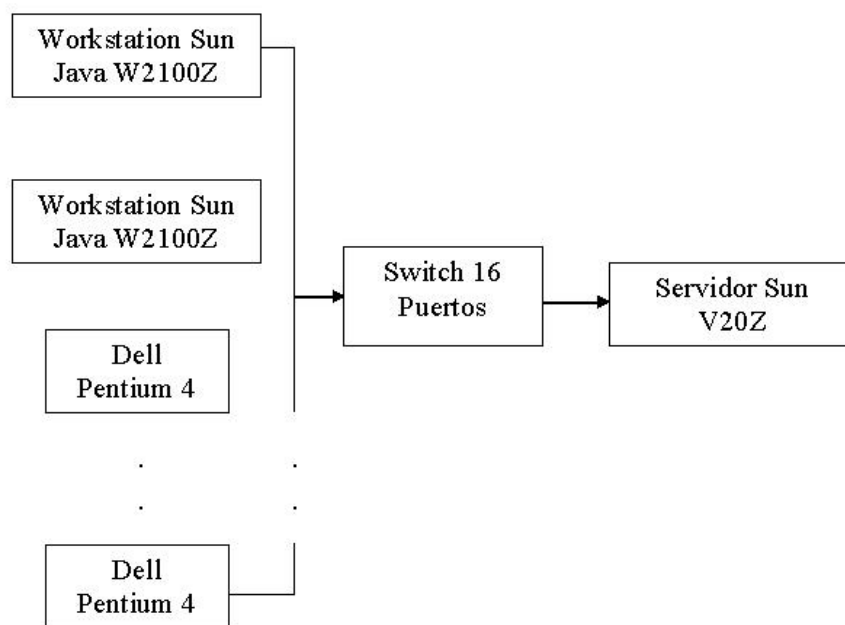 Workstation Sun
Java W2100Z
Workstation Sun
Java W2100Z
Switch 16
Puertos
Servidor Sun
V20Z
Dell
Pentium 4
.
.
.
.
Dell
Pentium 4